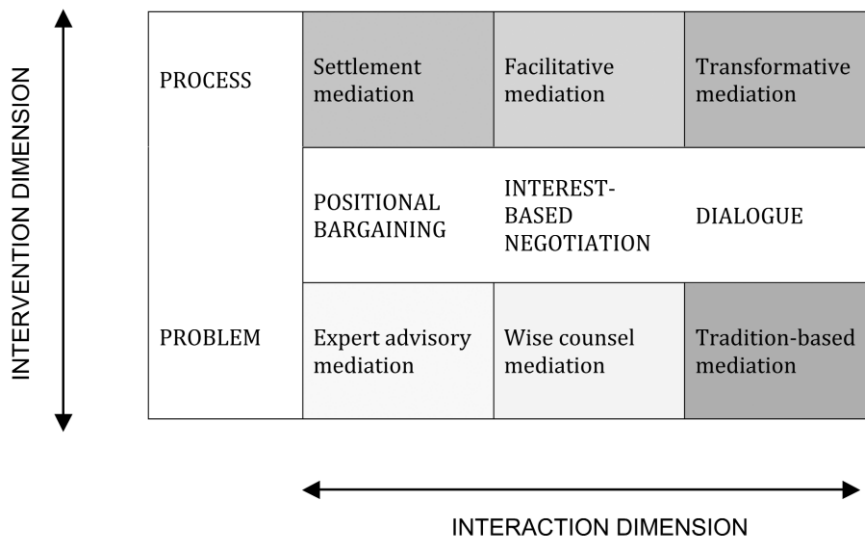 INTERVENTION DIMENSION
PROCESS
Settlement
mediation
Facilitative
mediation
Transformative
mediation
POSITIONAL
BARGAINING
INTEREST-
BASED
NEGOTIATION
DIALOGUE
PROBLEM
Expert advisory
mediation
Wise counsel
mediation
Tradition-based
mediation
INTERACTION DIMENSION